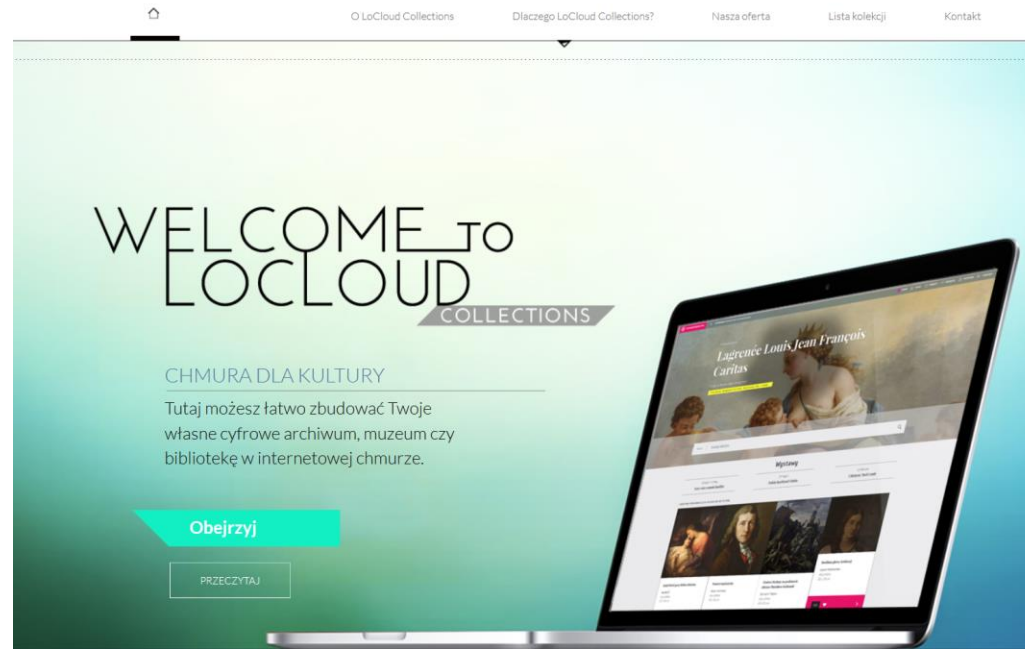 O LoCloud Collections
Dlaczego LoCloud Collections?
Nasza oferta
Lista kolekcji
Kontakt
WELCOME TO
LOCLOUD
COLLECTIONS
CHMURA DLA KULTURY
Tutaj możesz łatwo zbudować Twoje
własne cyfrowe archiwum, muzeum czy
bibliotekę w internetowej chmurze.
Obejrzyj
PRZECZYTAJ
Lagrenée Louis Jean François
Caritas
Wystawy